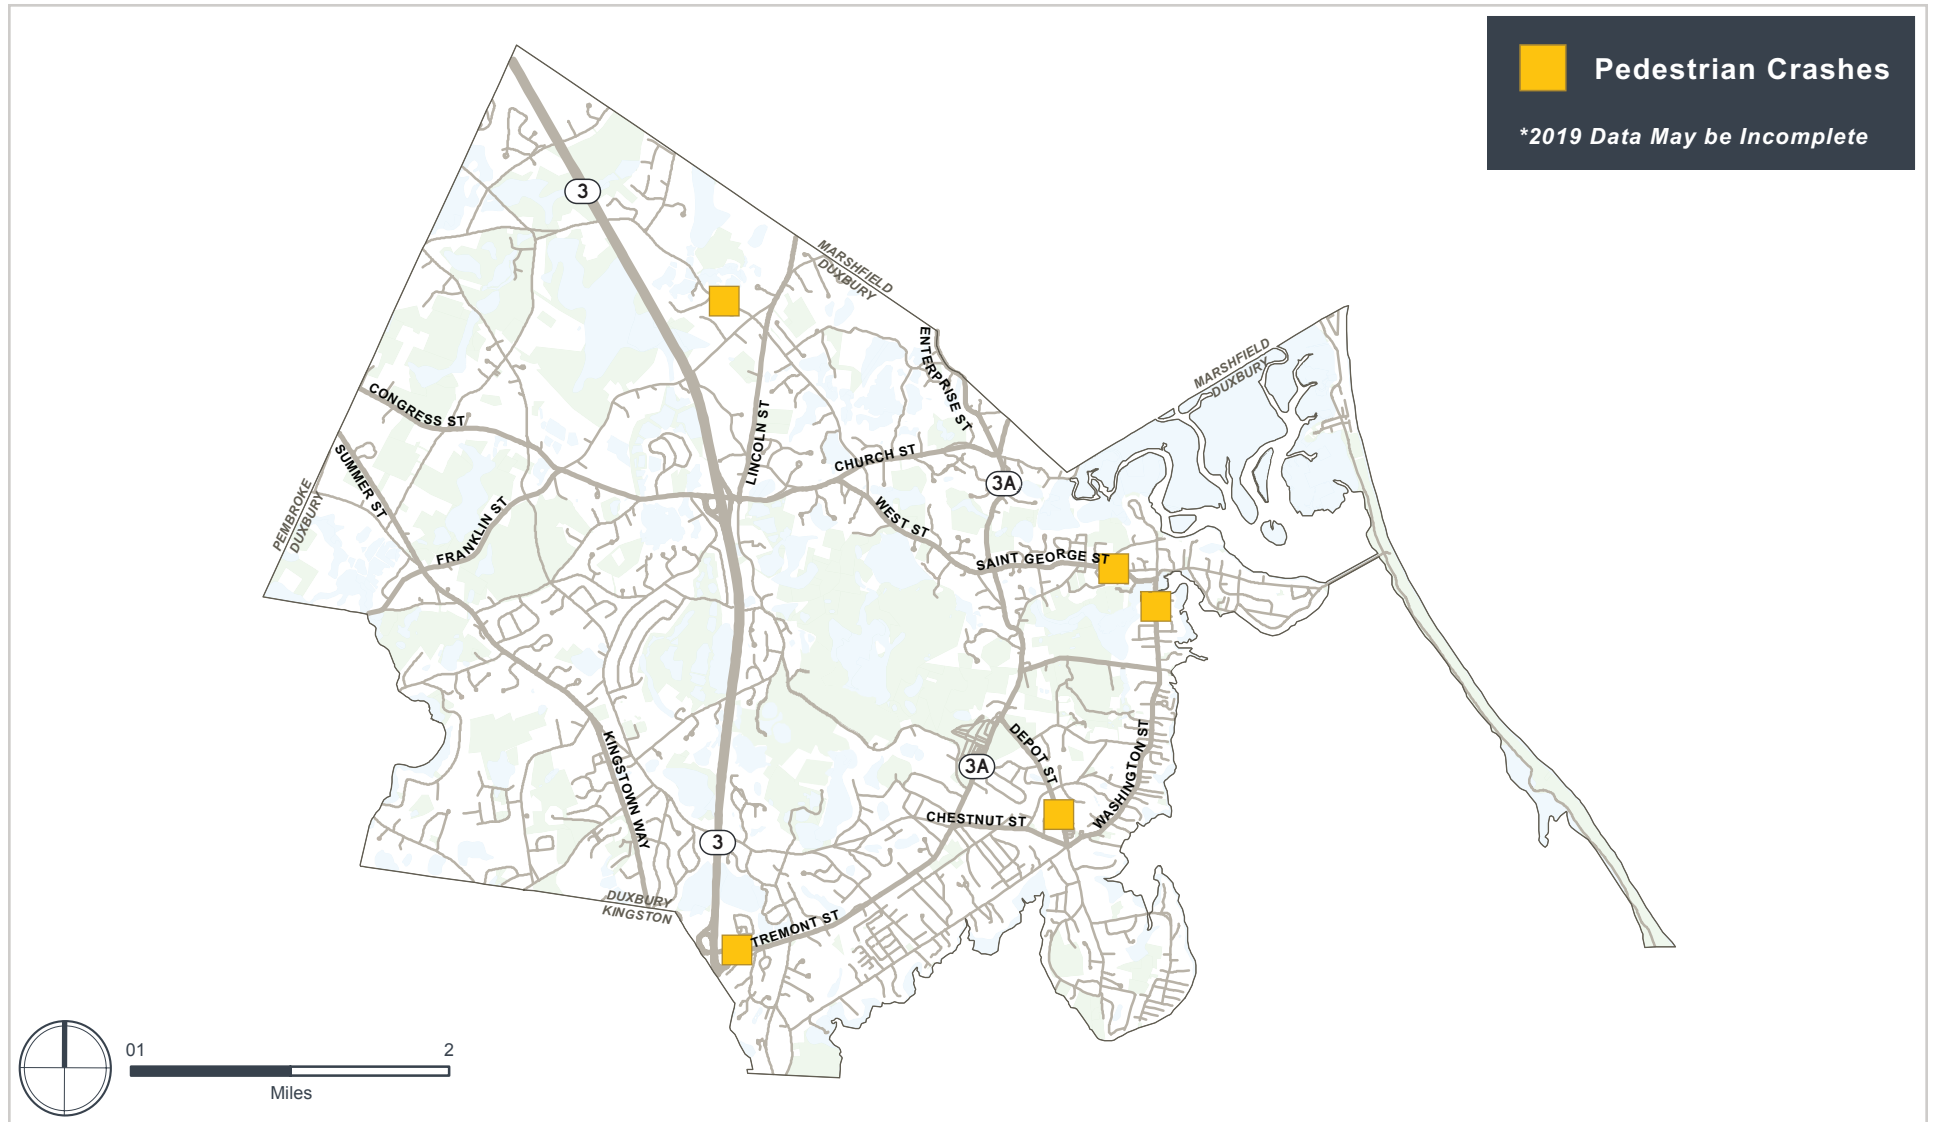 Pedestrian Crashes
*2019 Data May be Incomplete
3
MARSHFIELD
DUXBURY
ENTERPRISE ST
MARSHFIELD
DUXBURY
CONGRESS ST
LINCOLN ST
SUMMER ST
CHURCH ST
3A
PEMBROKE
DUXBURY
FRANKLIN ST
WEST ST
SAINT GEORGE ST
KINGSTOWN WAY
DEPOT ST
WASHINGTON ST
3A
CHESTNUT ST
3
DUXBURY
KINGSTON
TREMONT ST
01 2
Miles